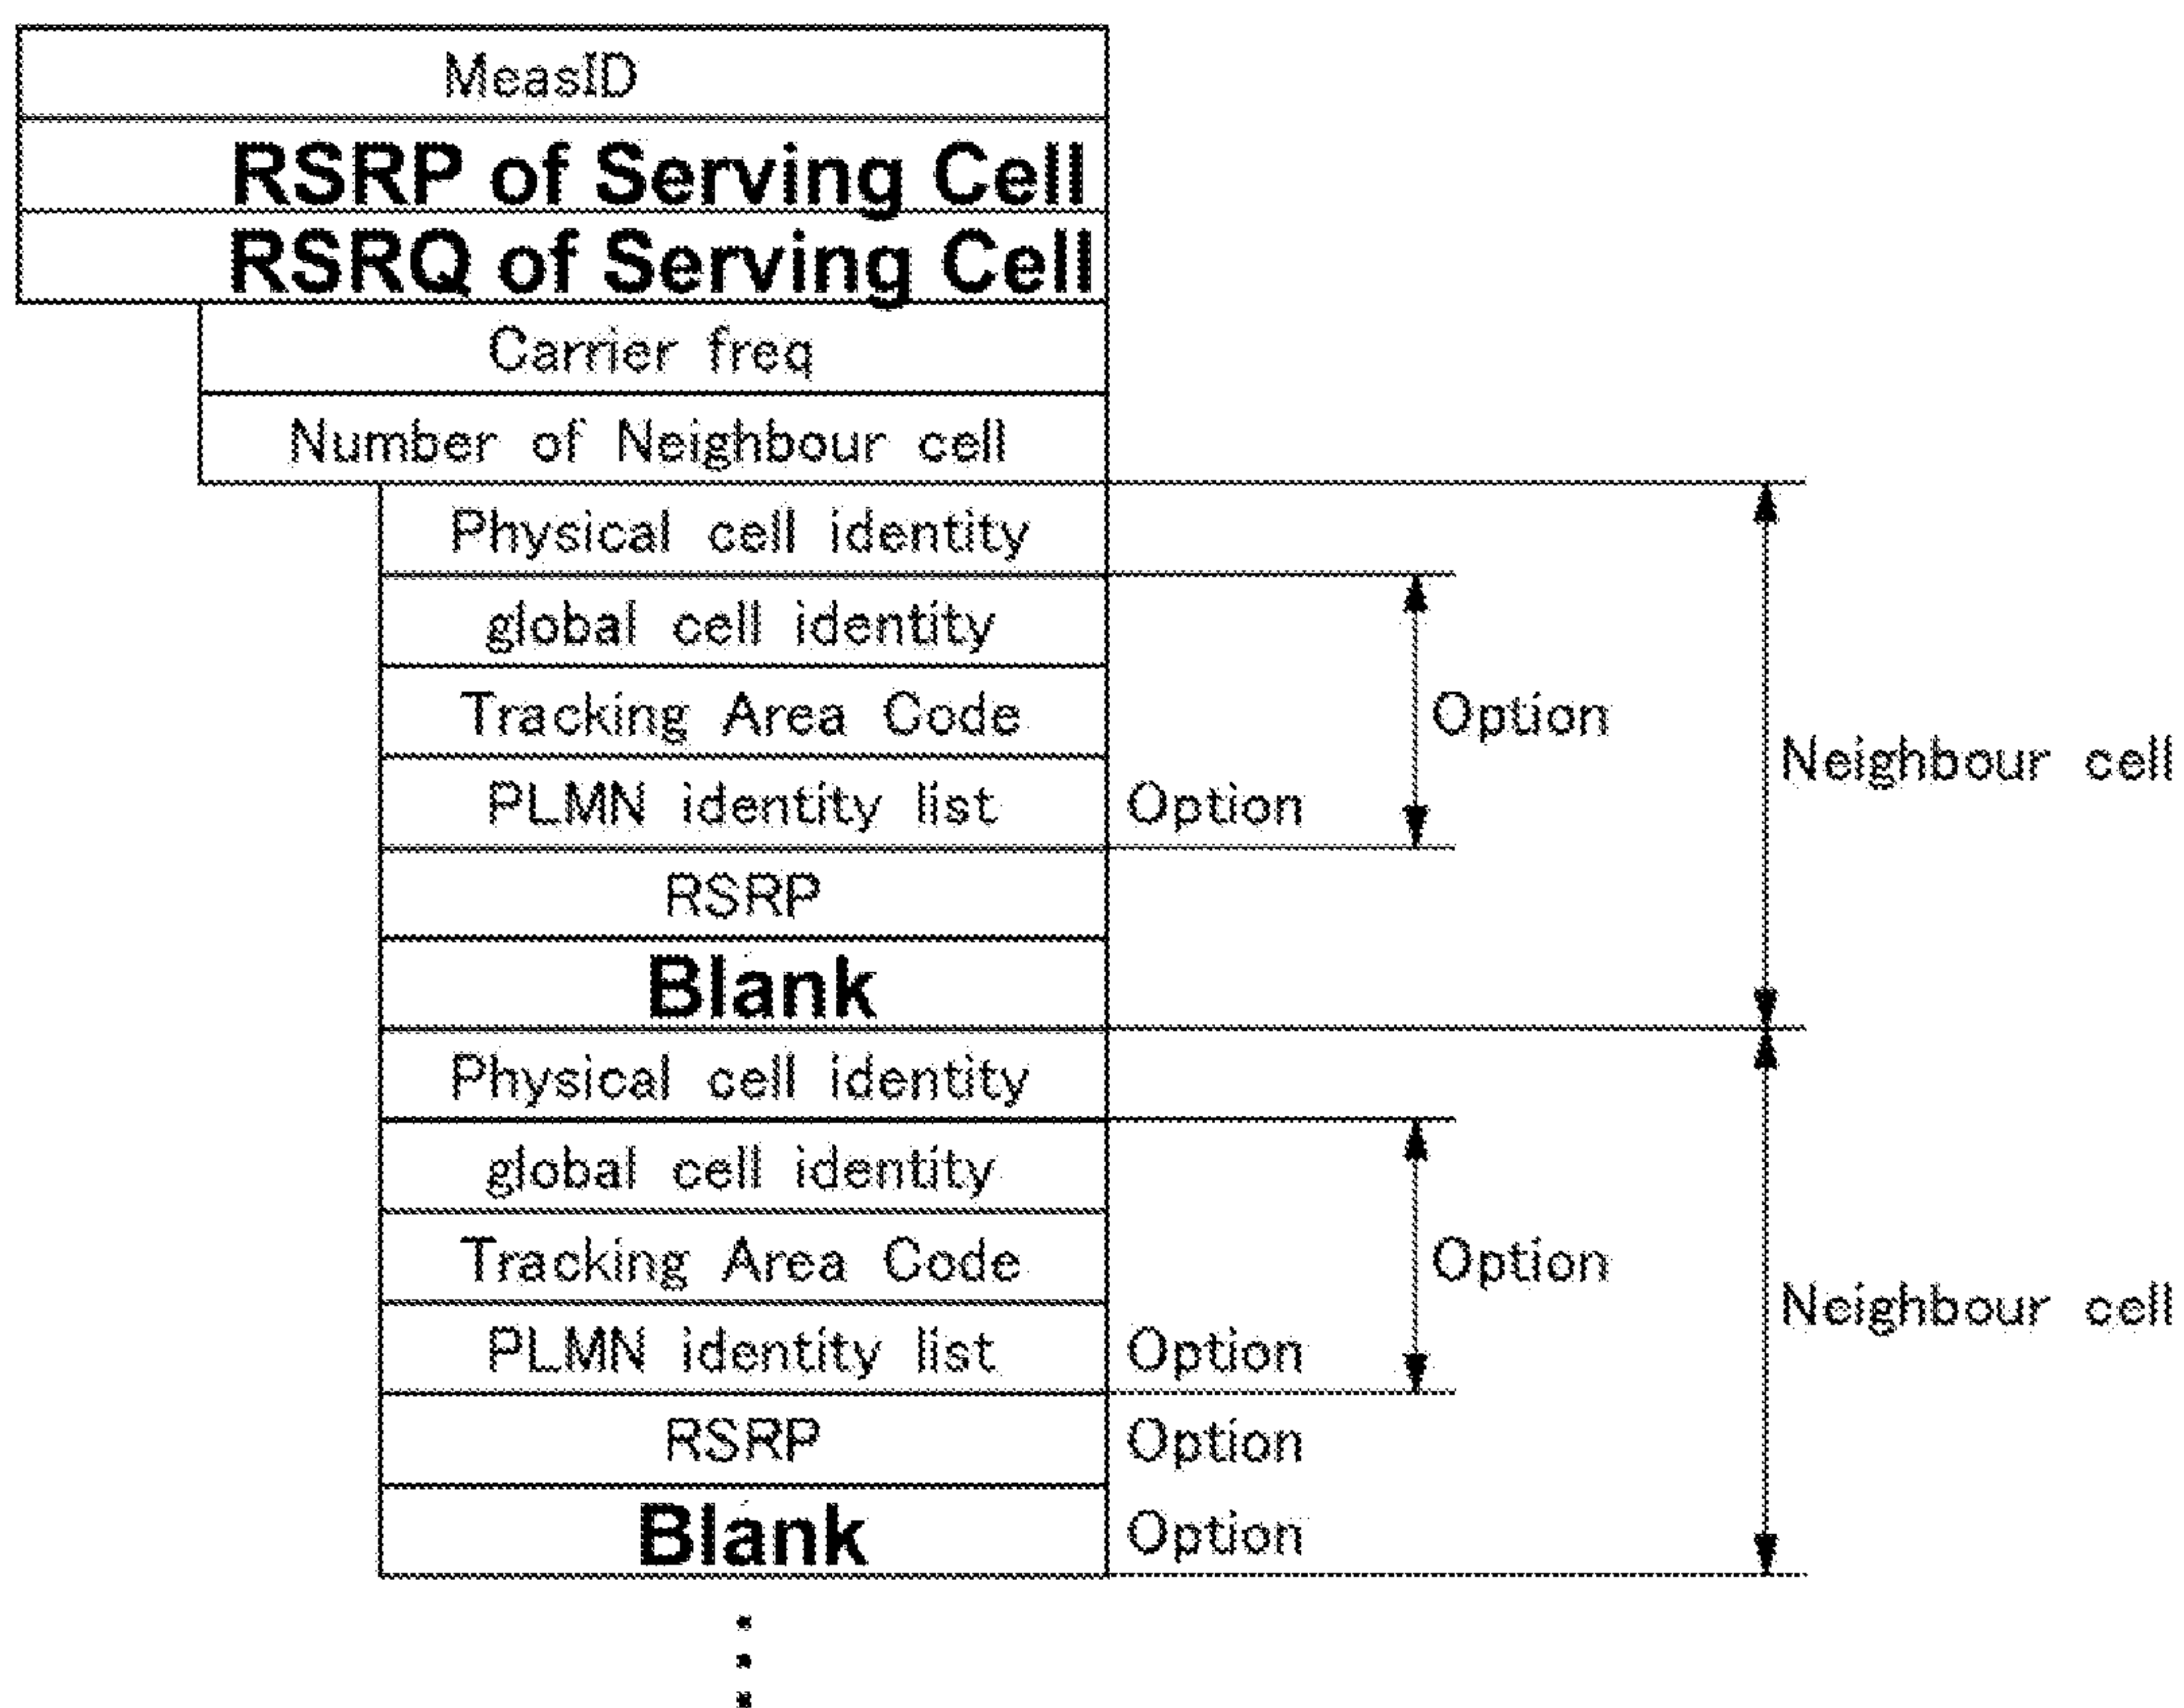 MeasID
RSRP of Serving Cell
RSRQ of Serving Cell
Carrier freq
Number of Neighbour cell
Physical cell identity
global cell identity
Tracking Area Code
Option
Neighbour cell
PLMN identity list Option
RSRP
Blank
Physical cell identity
global cell identity
Tracking Area Code
Option
Neighbour cell
PLMN identity list Option
RSRP Option
Blank Option